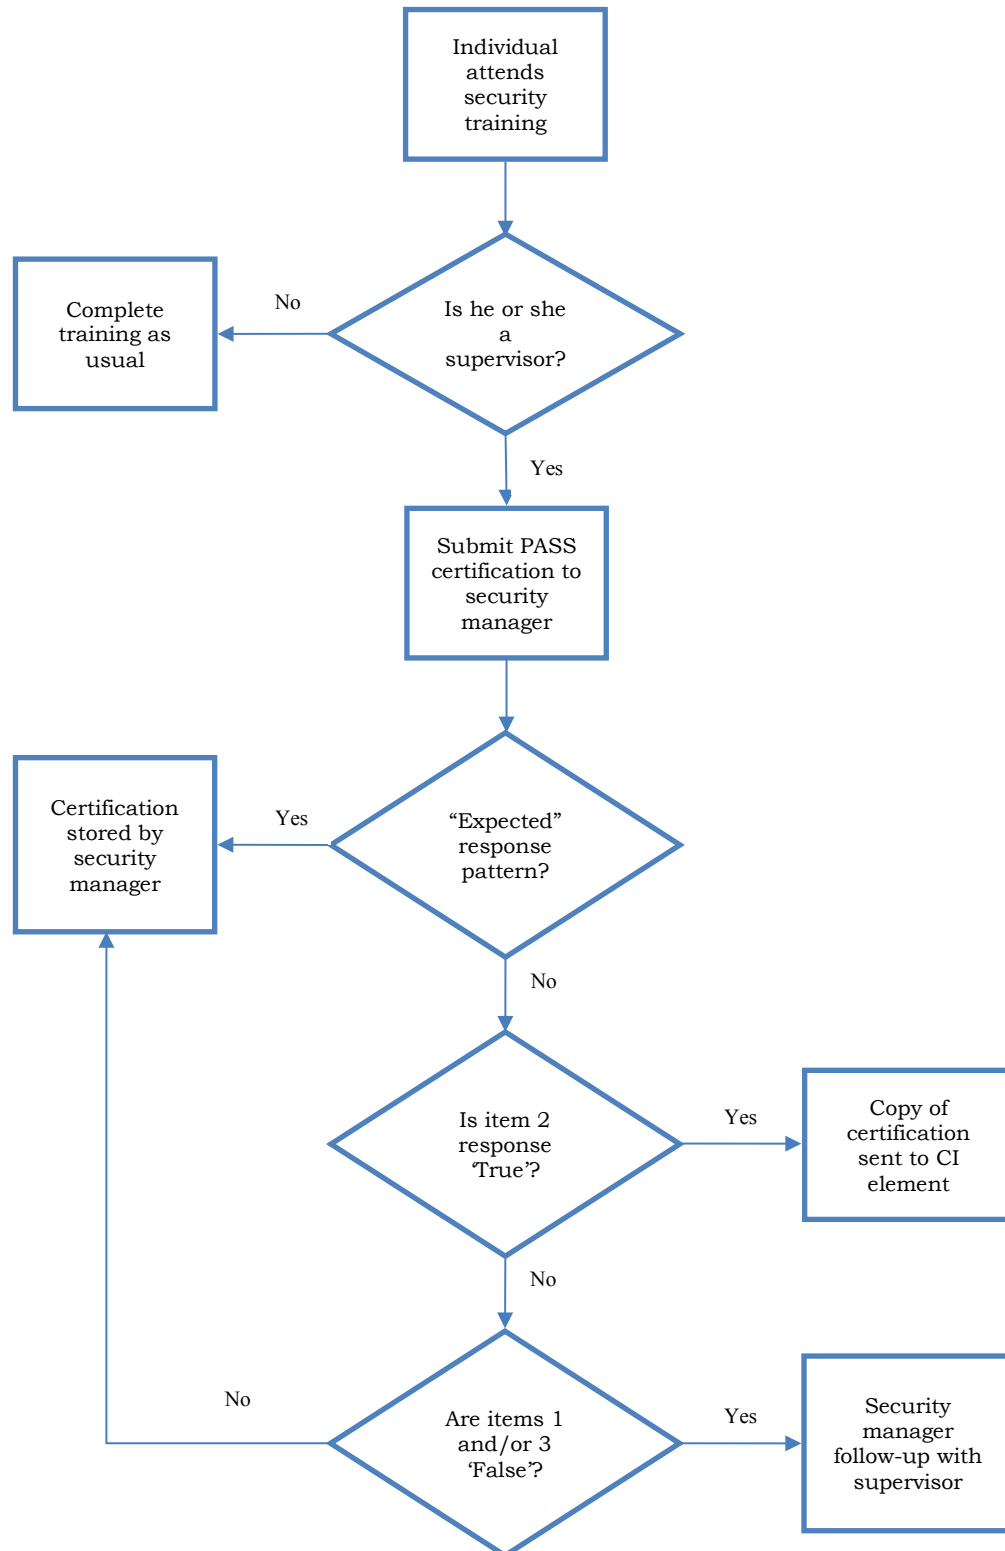 Individual
attends
security
training
Is he or she
a
supervisor?
No
Complete
training as
usual
Yes
Submit PASS
certification to
security
manager
“Expected”
response
pattern?
Yes
Certification
stored by
security
manager
No
Is item 2
response
‘True’?
Yes
Copy of
certification
sent to CI
element
No
Are items 1
and/or 3
‘False’?
No
Yes
Security
manager
follow-up with
supervisor